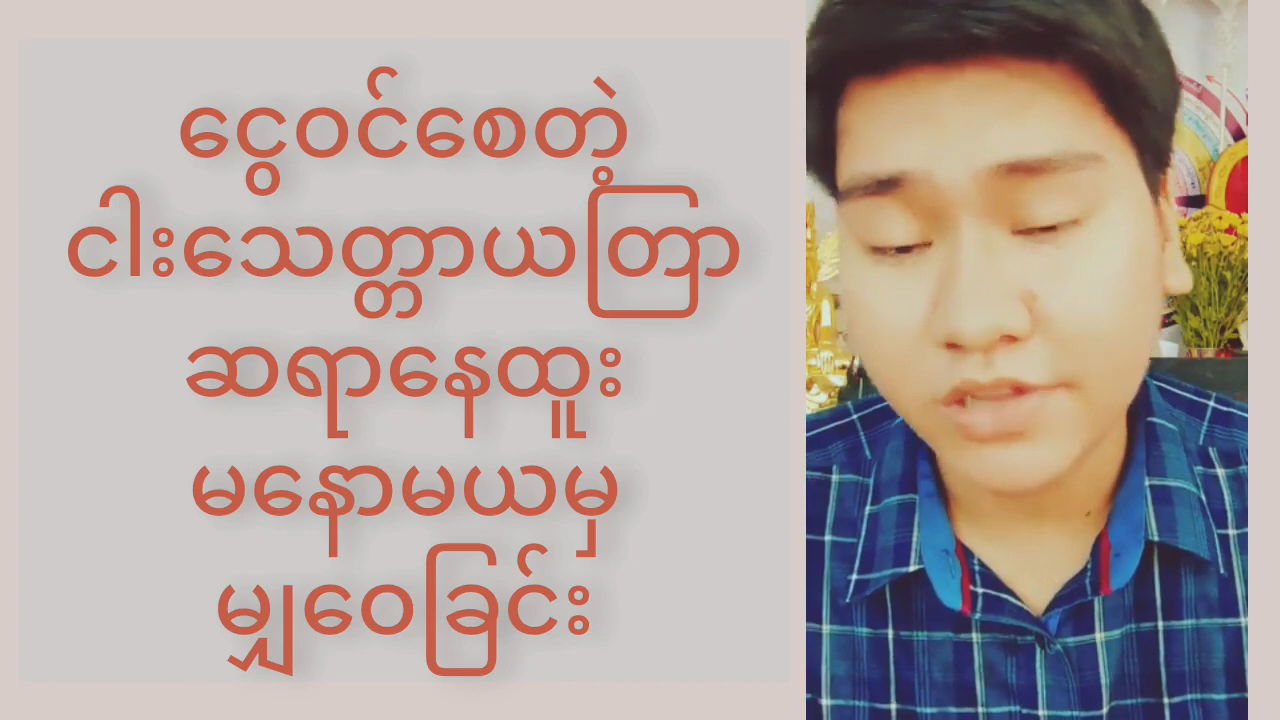 ငွေဝင်စေတဲ့
ငါးသေတ္တာယတြာ
ဆရာနေထူး
မနောမယမှ
မျှဝေခြင်း